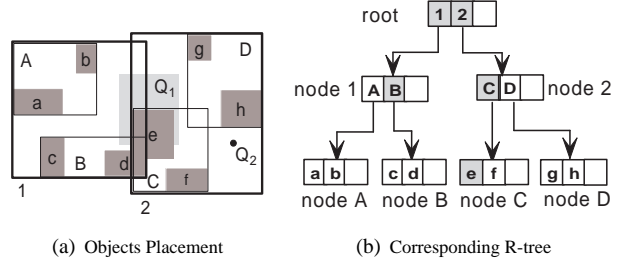 A
b
a
c
B
d
1
g
D
Q1
h
e
Q2
C
f
2
root
1 2
node 1
A B
C D
node 2
a b
c d
e f
g h
node A
node B
node C
node D
(a) Objects Placement
(b) Corresponding R-tree